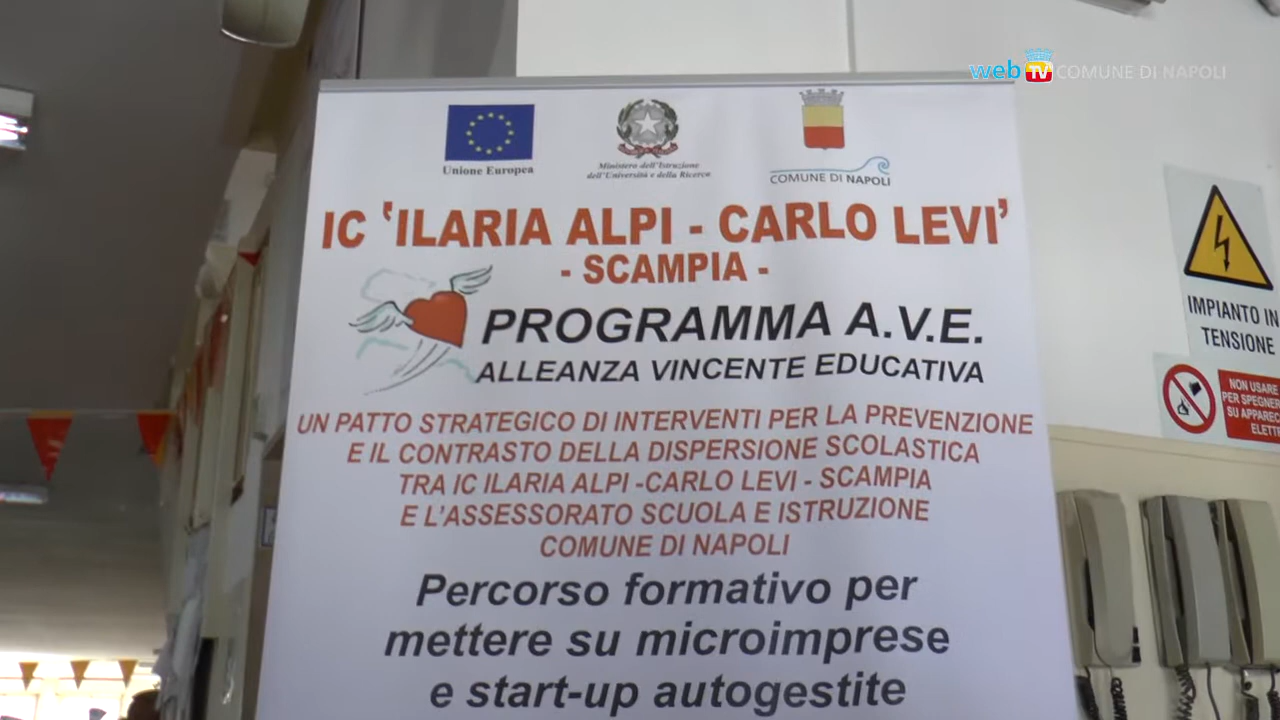 web TV COMUNE DI NAPOLI
Unione Europea
Ministero dell'Istruzione
dell'Università e della Ricerca
COMUNE DI NAPOLI
IC 'ILARIA ALPI - CARLO LEVI'
- SCAMPIA -
PROGRAMMA A.V.E.
ALLEANZA VINCENTE EDUCATIVA
UN PATTO STRATEGICO DI INTERVENTI PER LA PREVENZIONE
E IL CONTRASTO DELLA DISPERSIONE SCOLASTICA
TRA IC ILARIA ALPI -CARLO LEVI - SCAMPIA
E L'ASSESSORATO SCUOLA E ISTRUZIONE
COMUNE DI NAPOLI
Percorso formativo per
mettere su microimprese
e start-up autogestite
IMPIANTO IN
TENSIONE
NON USARE
PER SPEGNER
SU APPAREC
ELETT